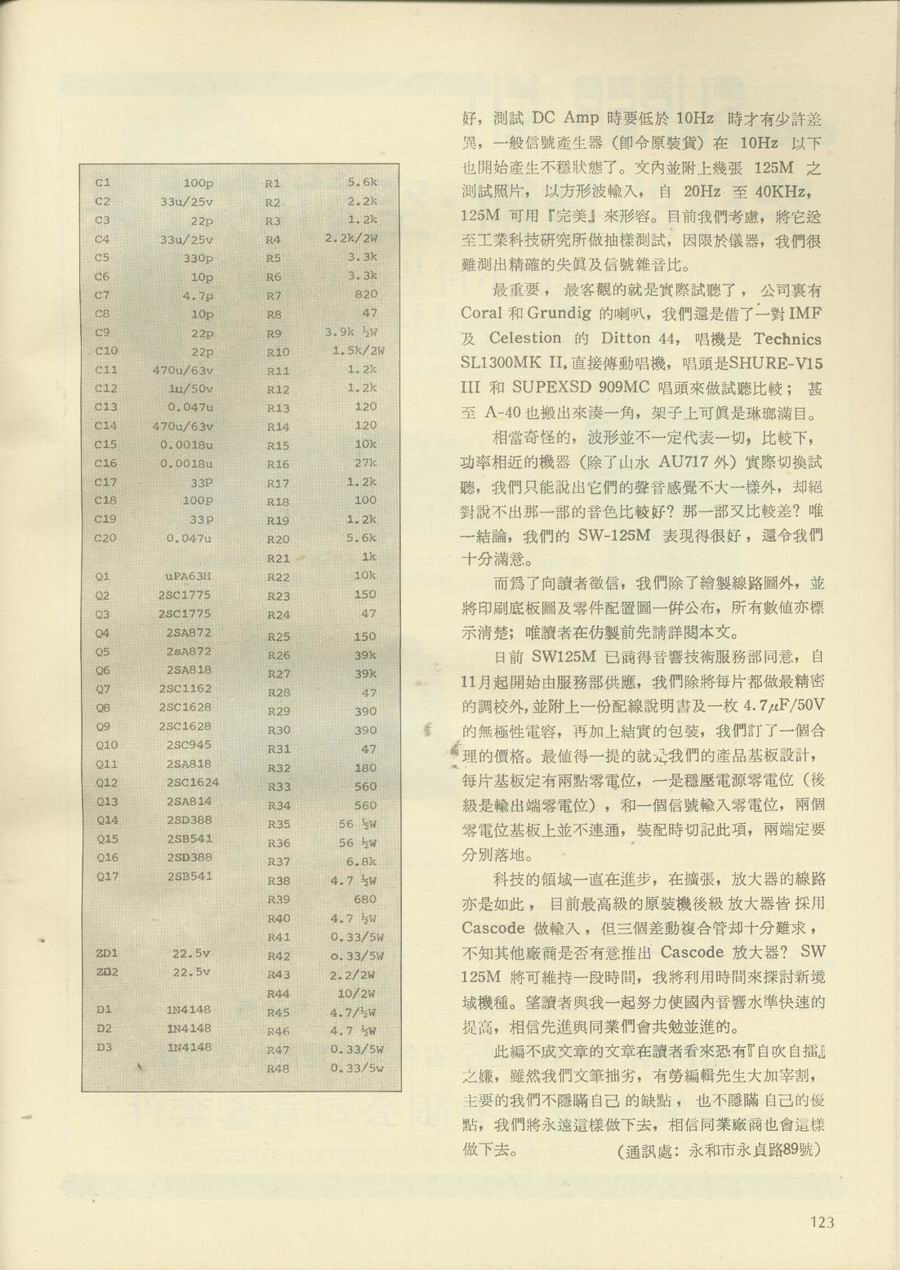 C1 100p R1 5.6k
C2 33u/25v R2 2.2k
C3 22p R3 1.2k
C4 33u/25v R4 2.2k/2W
C5 330p R5 3.3k
C6 10p R6 3.3k
C7 4.7p R7 820
C8 10p R8 47
C9 22p R9 3.9k ½W
C10 22p R10 1.5k/2W
C11 470u/63v R11 1.2k
C12 1u/50v R12 1.2k
C13 0.047u R13 120
C14 470u/63v R14 120
C15 0.0018u R15 10k
C16 0.0018u R16 27k
C17 33P R17 1.2k
C18 100P R18 100
C19 33P R19 1.2k
C20 0.047u R20 5.6k
R21 1k
Q1 uPA63H R22 10k
Q2 2SC1775 R23 150
Q3 2SC1775 R24 47
Q4 2SA872 R25 150
Q5 2SA872 R26 39k
Q6 2SA818 R27 39k
Q7 2SC1162 R28 47
Q8 2SC1628 R29 390
Q9 2SC1628 R30 390
Q10 2SC945 R31 47
Q11 2SA818 R32 180
Q12 2SC1624 R33 560
Q13 2SA814 R34 560
Q14 2SD388 R35 56 ½W
Q15 2SB541 R36 56 ½W
Q16 2SD388 R37 6.8k
Q17 2SB541 R38 4.7 ½W
R39 680
R40 4.7 ½W
R41 0.33/5W
ZD1 22.5v R42 0.33/5W
ZD2 22.5v R43 2.2/2W
R44 10/2W
D1 1N4148 R45 4.7/½W
D2 1N4148 R46 4.7 ½W
D3 1N4148 R47 0.33/5W
R48 0.33/5W
好，測試 DC Amp 時要低於 10Hz 時才有少許差
異，一般信號產生器（卽令原裝貨）在 10Hz 以下
也開始產生不穩狀態了。文內並附上幾張 125M 之
測試照片，以方形波輸入，自 20Hz 至 40KHz，
125M 可用『完美』來形容。目前我們考慮，將它送
至工業科技研究所做抽樣測試，因限於儀器，我們很
難測出精確的失眞及信號雜音比。
最重要，最客觀的就是實際試聽了，公司裏有
Coral 和 Grundig 的喇叭，我們還是借了一對 IMF
及 Celestion 的 Ditton 44，唱機是 Technics
SL1300MK II，直接傳動唱機，唱頭是SHURE-V15
III 和 SUPEXSD 909MC 唱頭來做試聽比較；甚
至 A-40 也搬出來湊一角，架子上可眞是琳瑯滿目。
相當奇怪的，波形並不一定代表一切，比較下，
功率相近的機器（除了山水 AU717 外）實際切換試
聽，我們只能說出它們的聲音感覺不大一樣外，却絕
對說不出那一部的音色比較好？那一部又比較差？唯
一結論，我們的 SW-125M 表現得很好，還令我們
十分滿意。
而爲了向讀者徵信，我們除了繪製線路圖外，並
將印刷底板圖及零件配置圖一併公布，所有數値亦標
示淸楚；唯讀者在仿製前先請詳閱本文。
日前 SW125M 已商得音響技術服務部同意，自
11月起開始由服務部供應，我們除將每片都做最精密
的調校外，並附上一份配線說明書及一枚 4.7μF/50V
的無極性電容，再加上結實的包裝，我們訂了一個合
理的價格。最値得一提的就是我們的產品基板設計，
每片基板定有兩點零電位，一是穩壓電源零電位（後
級是輸出端零電位），和一個信號輸入零電位，兩個
零電位基板上並不連通，裝配時切記此項，兩端定要
分別落地。
科技的領域一直在進步，在擴張，放大器的線路
亦是如此，目前最高級的原裝機後級放大器皆採用
Cascode 做輸入，但三個差動複合管却十分難求，
不知其他廠商是否有意推出 Cascode 放大器？SW
125M 將可維持一段時間，我將利用時間來探討新境
域機種。望讀者與我一起努力使國內音響水準快速的
提高，相信先進與同業們會共勉並進的。
此編不成文章的文章在讀者看來恐有『自吹自擂』
之嫌，雖然我們文筆拙劣，有勞編輯先生大加宰割，
主要的我們不隱瞞自己的缺點，也不隱瞞自己的優
點，我們將永遠這樣做下去，相信同業廠商也會這樣
做下去。（通訊處：永和市永貞路89號）
123